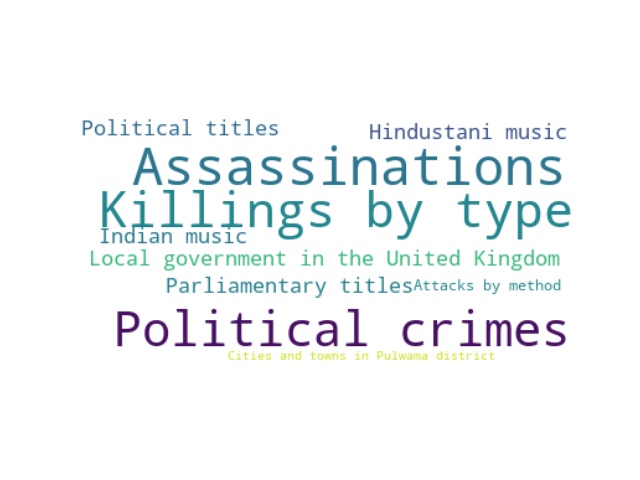 Political titles
Hindustani music
Assassinations
Killings by type
Indian music
Local government in the United Kingdom
Parliamentary titles
Attacks by method
Political crimes
Cities and towns in Pulwama district